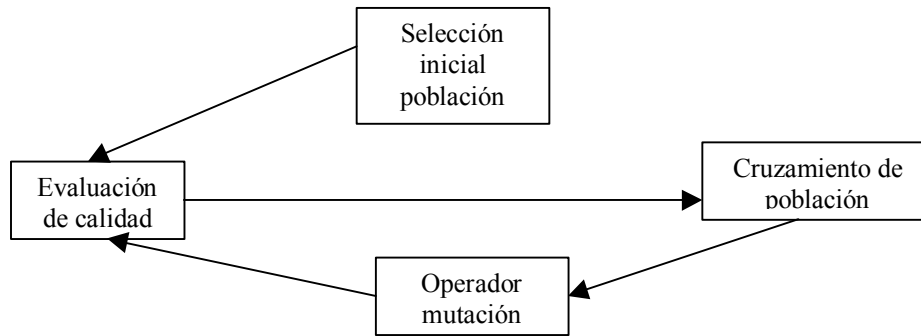 Selección
inicial
población
Evaluación
de calidad
Cruzamiento de
población
Operador
mutación